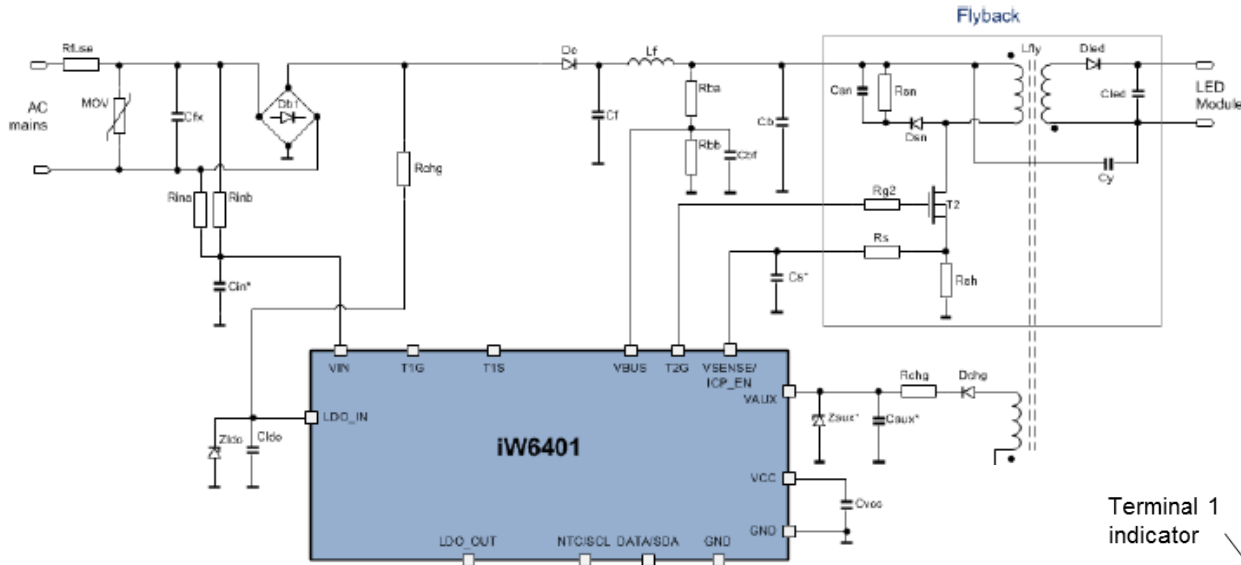 Flyback
Rfuse
Do
Lf
Lfly
Dled
MOV
AC
mains
Cfx
Db1
Rba
Csn
Rsn
Cled
LED
Module
Cf
Cb
Dsn
Rchg
Rbb
Cbf
Cy
Rina
Rinb
Rg2
T2
Rs
Cin*
Cs*
Rsh
VIN
T1G
T1S
VBUS
T2G
VSENSE/
ICP_EN
Rchg
Dchg
VAUX
LDO_IN
Zaux*
Caux*
Zldo
Cldo
iW6401
VCC
Cvcc
GND
LDO_OUT
NTC/SCL
DATA/SDA
GND
Terminal 1
indicator